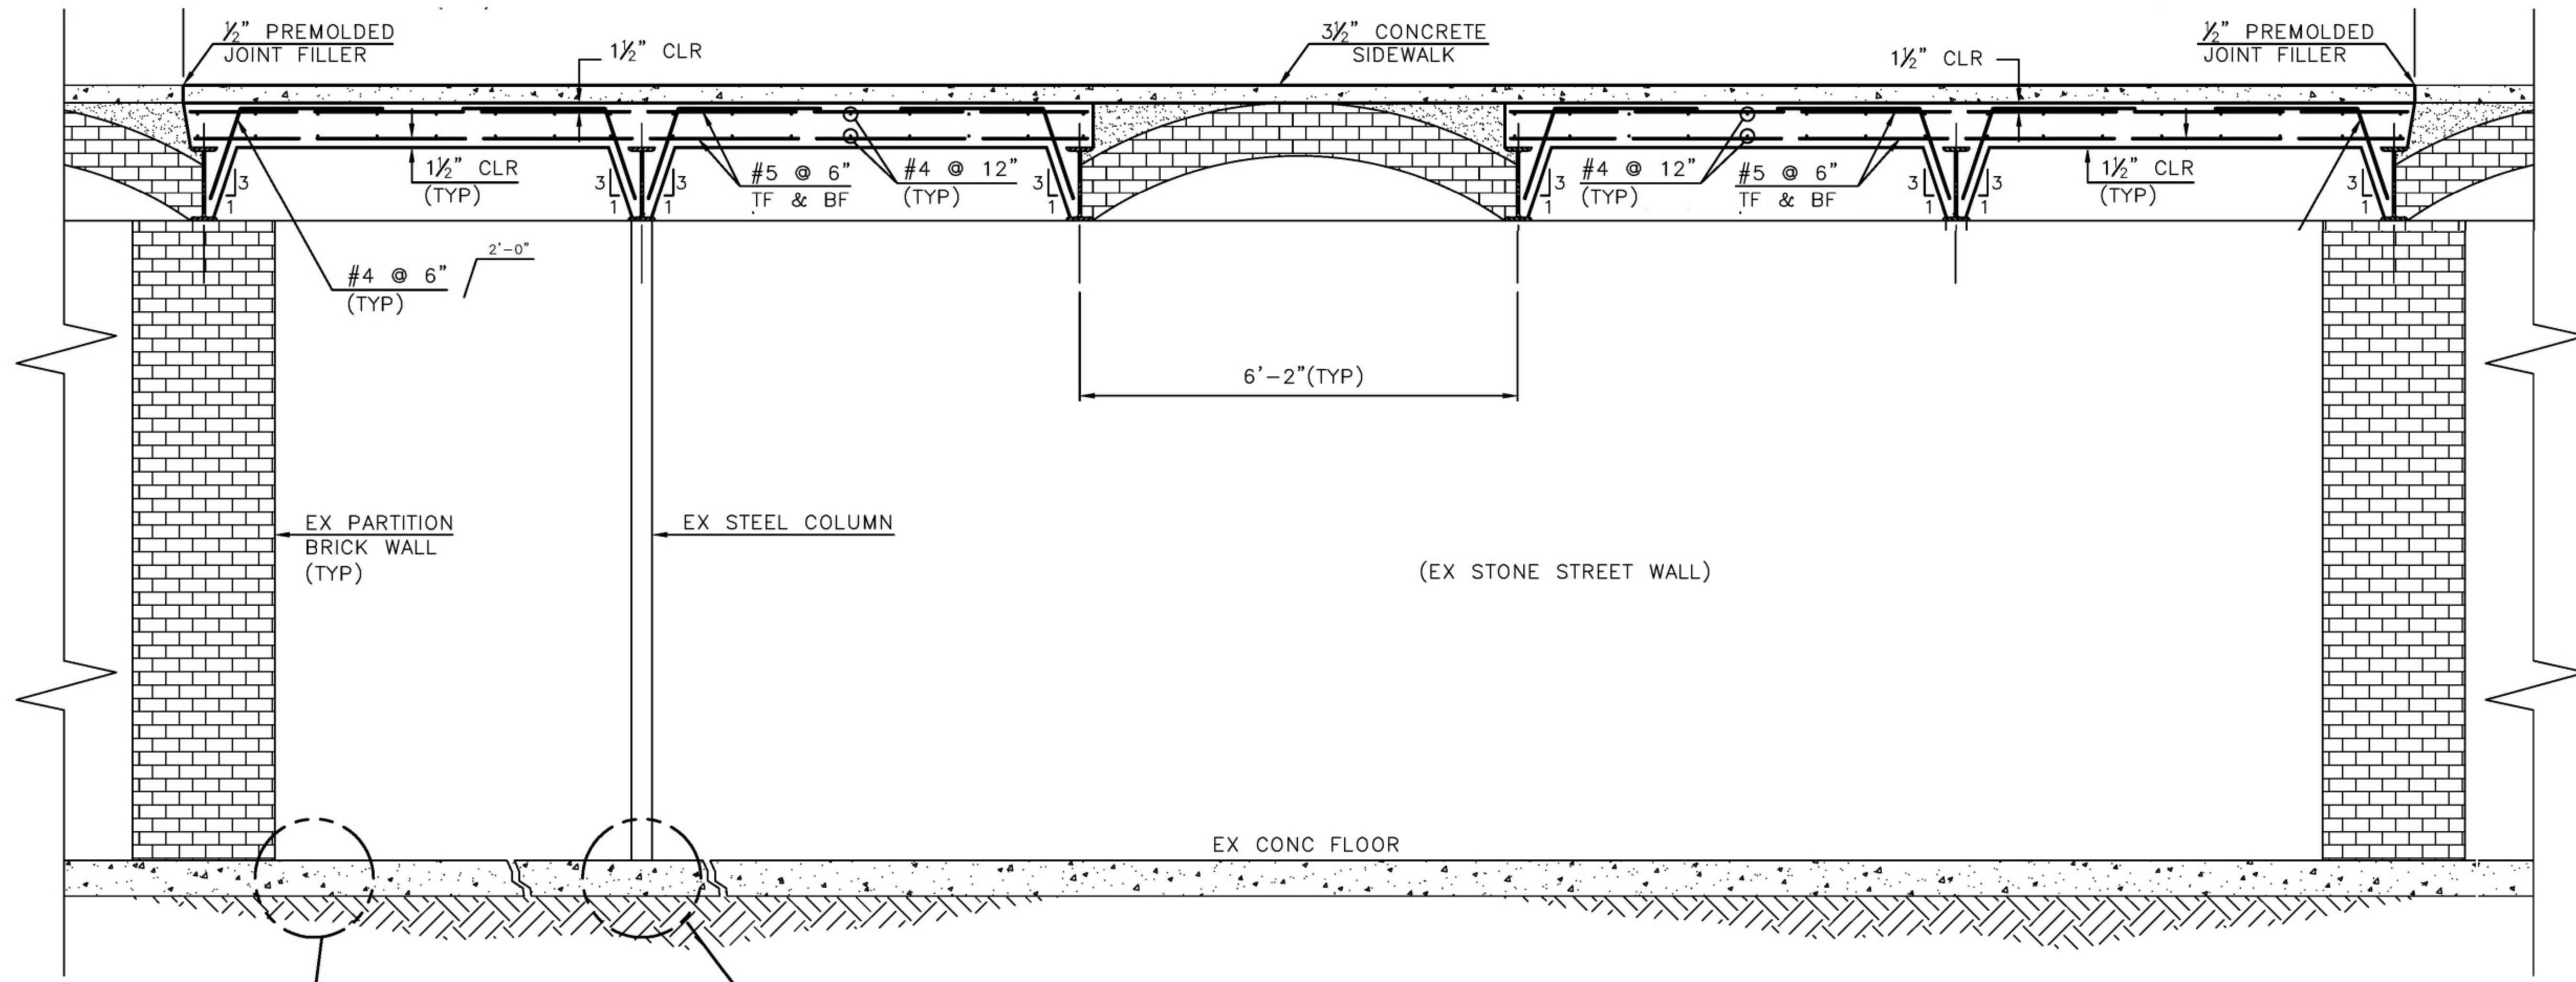 ½" PREMOLDED
JOINT FILLER
1½" CLR
3½" CONCRETE
SIDEWALK
1½" CLR
½" PREMOLDED
JOINT FILLER
1½" CLR
(TYP)
#5 @ 6"
TF & BF
#4 @ 12"
(TYP)
#4 @ 12"
(TYP)
#5 @ 6"
TF & BF
1½" CLR
(TYP)
3
1
3
1
3
1
3
1
3
1
3
1
3
1
3
1
#4 @ 6"
(TYP)
2'-0"
6'-2"(TYP)
EX PARTITION
BRICK WALL
(TYP)
EX STEEL COLUMN
(EX STONE STREET WALL)
EX CONC FLOOR